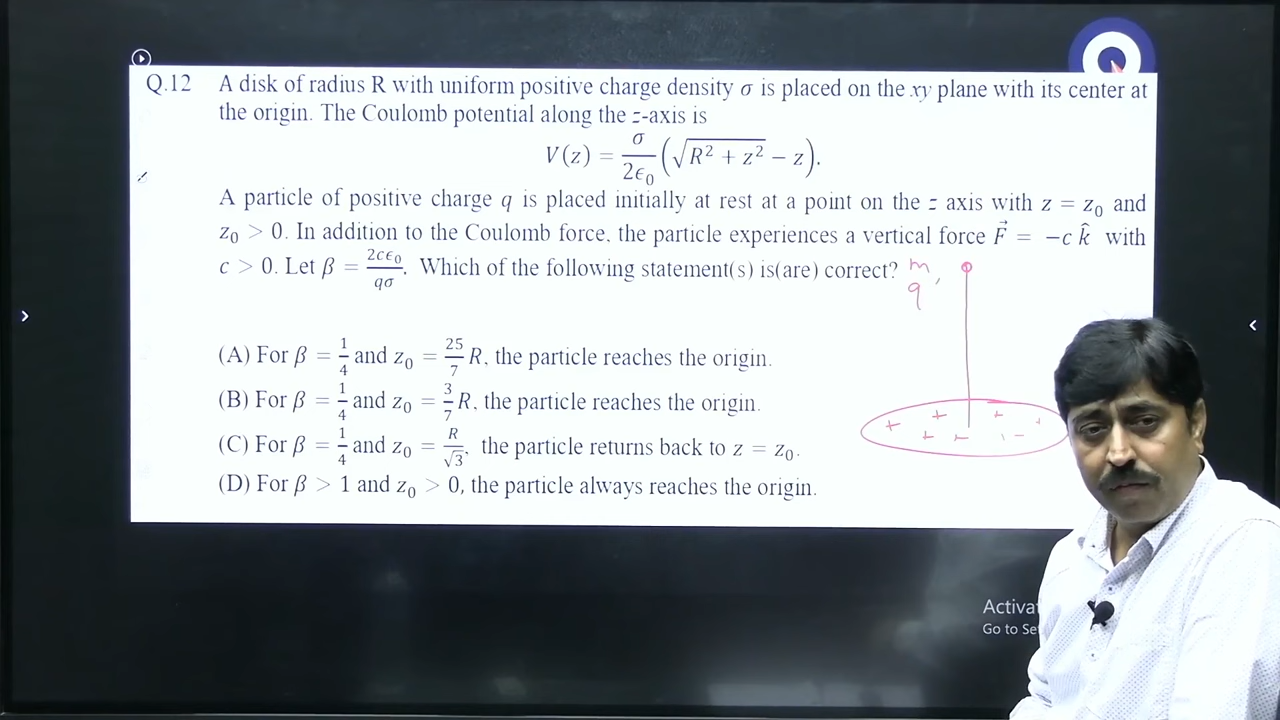 Q.12 A disk of radius R with uniform positive charge density σ is placed on the xy plane with its center at
the origin. The Coulomb potential along the z-axis is
V(z) = σ/2ϵ₀ (√(R² + z²) − z).
A particle of positive charge q is placed initially at rest at a point on the z axis with z = z₀ and
z₀ > 0. In addition to the Coulomb force, the particle experiences a vertical force F⃗ = −c k̂ with
c > 0. Let β = 2cϵ₀/qσ. Which of the following statement(s) is(are) correct?
m
q,
(A) For β = 1/4 and z₀ = 25/7 R, the particle reaches the origin.
(B) For β = 1/4 and z₀ = 3/7 R, the particle reaches the origin.
(C) For β = 1/4 and z₀ = R/√3, the particle returns back to z = z₀.
(D) For β > 1 and z₀ > 0, the particle always reaches the origin.
+ + + + + − + −
Activa
Go to Se